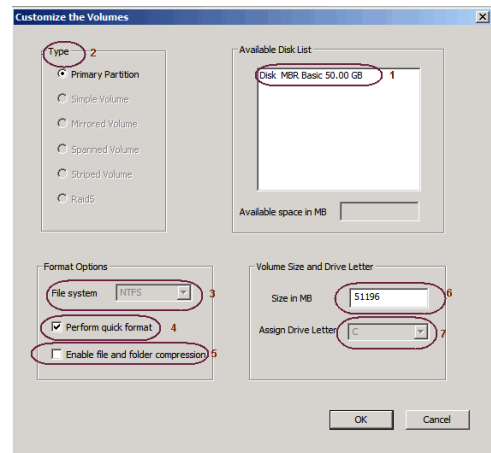 Customize the Volumes
Type 2
Primary Partition
Simple Volume
Mirrored Volume
Spanned Volume
Striped Volume
Raid5
Available Disk List
Disk MBR Basic 50.00 GB 1
Available space in MB
Format Options
File system NTFS 3
Perform quick format 4
Enable file and folder compression 5
Volume Size and Drive Letter
Size in MB 51196 6
Assign Drive Letter C 7
OK Cancel